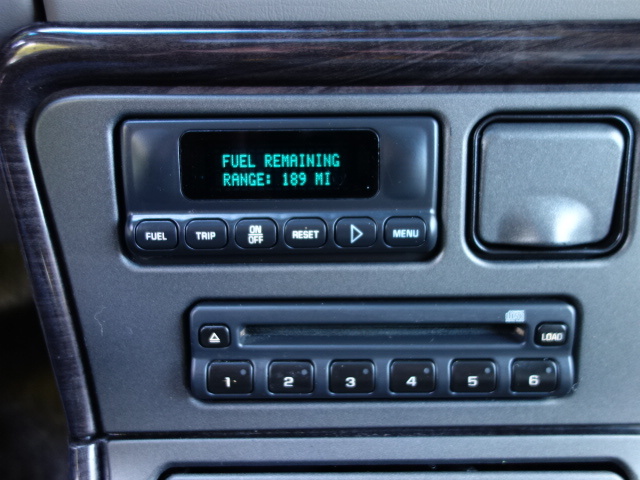 FUEL REMAINING
RANGE: 189 MI
FUEL TRIP ON OFF RESET MENU
LOAD
1 2 3 4 5 6